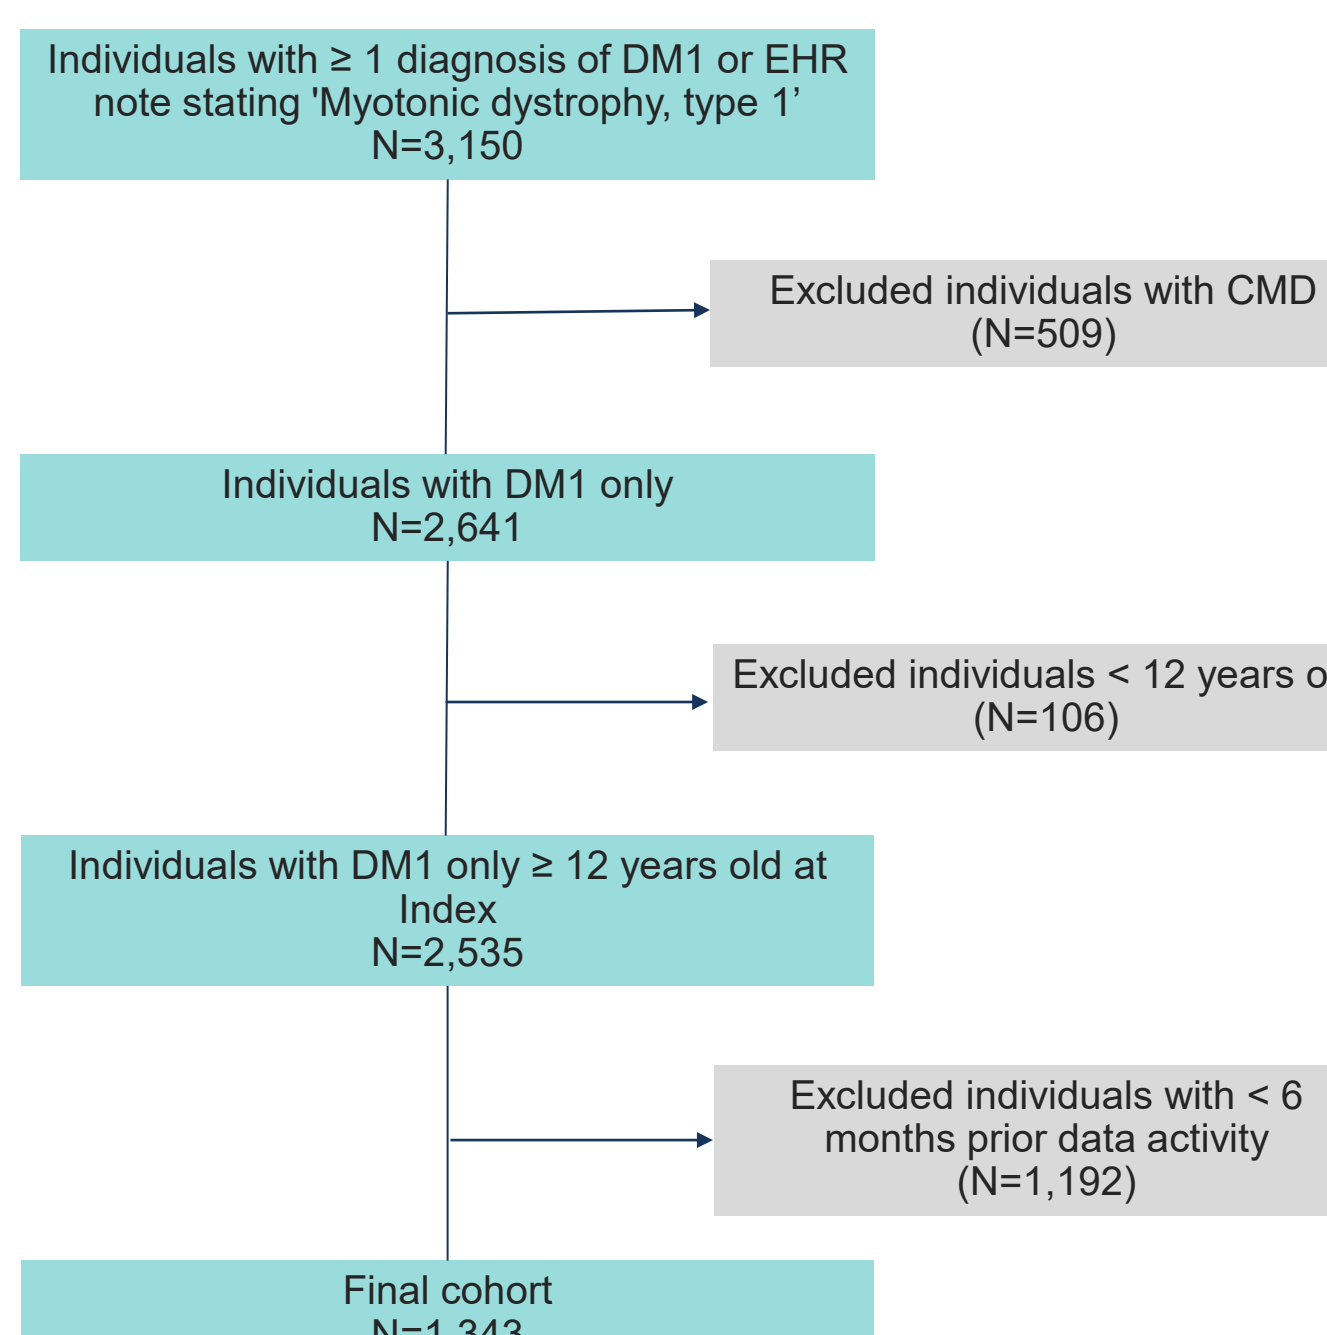 Individuals with ≥ 1 diagnosis of DM1 or EHR
note stating 'Myotonic dystrophy, type 1’
N=3,150
Excluded individuals with CMD
(N=509)
Individuals with DM1 only
N=2,641
Excluded individuals < 12 years o
(N=106)
Individuals with DM1 only ≥ 12 years old at
Index
N=2,535
Excluded individuals with < 6
months prior data activity
(N=1,192)
Final cohort
N=1,343